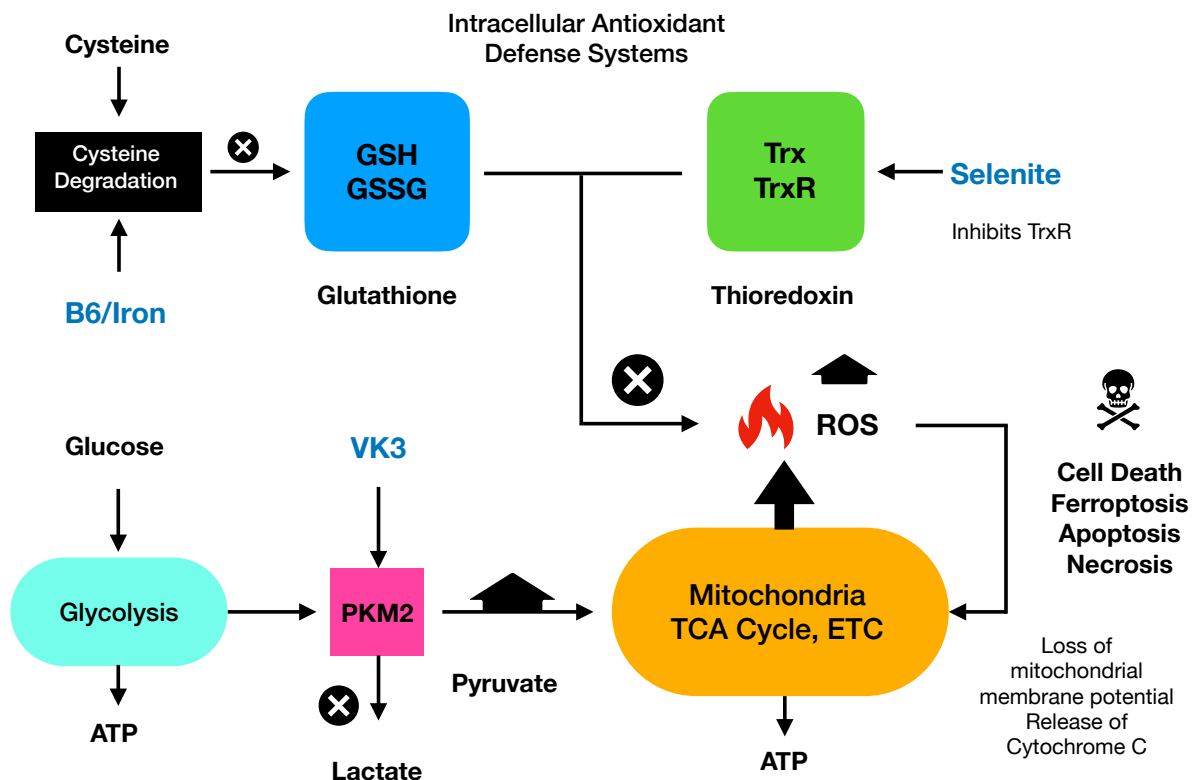 Intracellular Antioxidant
Defense Systems
Cysteine
Cysteine
Degradation
B6/Iron
GSH
GSSG
Glutathione
Trx
TrxR
Thioredoxin
Selenite
Inhibits TrxR
ROS
Cell Death
Ferroptosis
Apoptosis
Necrosis
Glucose
Glycolysis
ATP
VK3
PKM2
Lactate
Pyruvate
Mitochondria
TCA Cycle, ETC
ATP
Loss of
mitochondrial
membrane potential
Release of
Cytochrome C